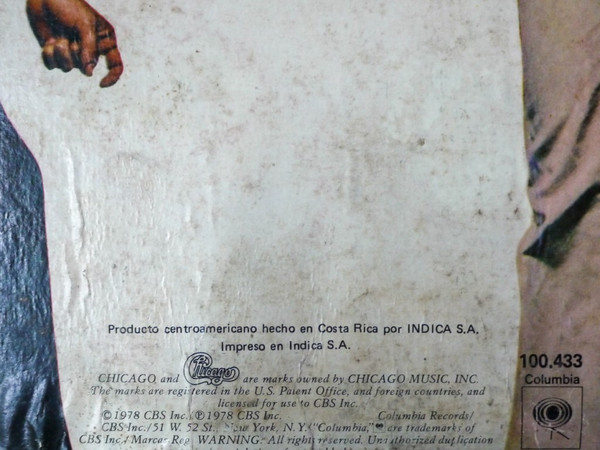 Producto centroamericano hecho en Costa Rica por INDICA S.A.
Impreso en Indica S.A.
CHICAGO and Chicago are marks owned by CHICAGO MUSIC, INC.
The marks are registered in the U.S. Patent Office, and foreign countries, and
licensed for use to CBS Inc.
©1978 CBS Inc./℗1978 CBS Inc. Columbia Records/
CBS Inc./51 W. 52 St. New York, N.Y./"Columbia," are trademarks of
CBS Inc./Marcas Reg. WARNING: All rights reserved. Unauthorized duplication
100.433
Columbia